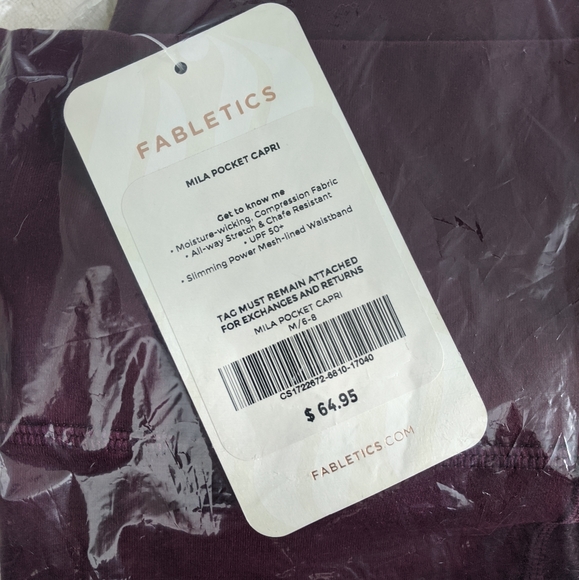 FABLETICS
MILA POCKET CAPRI
Get to know me
• Moisture-wicking, Compression Fabric
• All-way Stretch & Chafe Resistant
• UPF 50+
• Slimming Power Mesh-lined Waistband
TAG MUST REMAIN ATTACHED
FOR EXCHANGES AND RETURNS
MILA POCKET CAPRI
M/6-8
CS1722672-6810-17040
$ 64.95
FABLETICS.COM